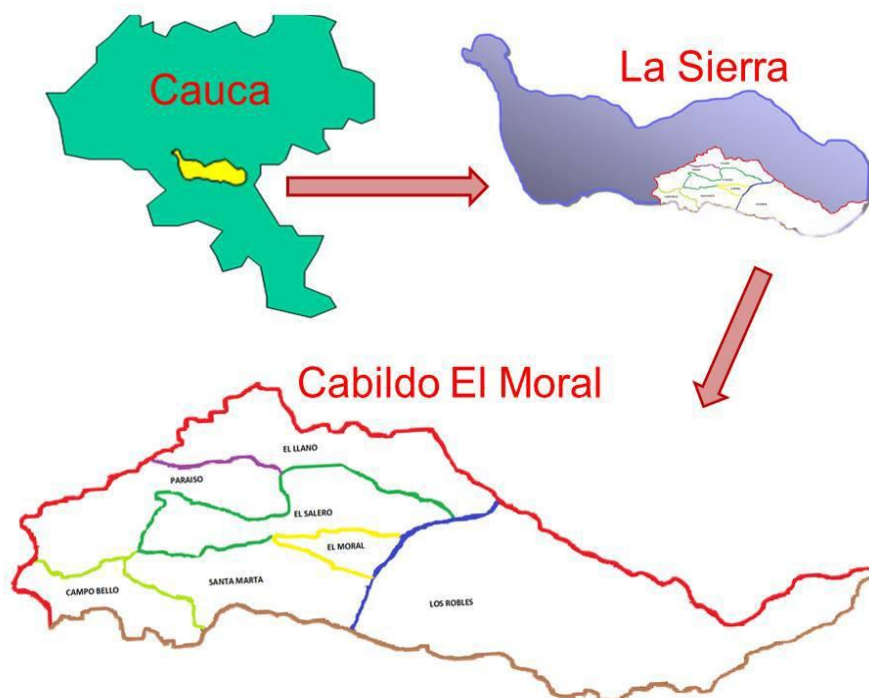 Cauca
La Sierra
Cabildo El Moral
EL LLANO
PARAISO
EL SALERO
EL MORAL
SANTA MARTA
CAMPO BELLO
LOS ROBLES